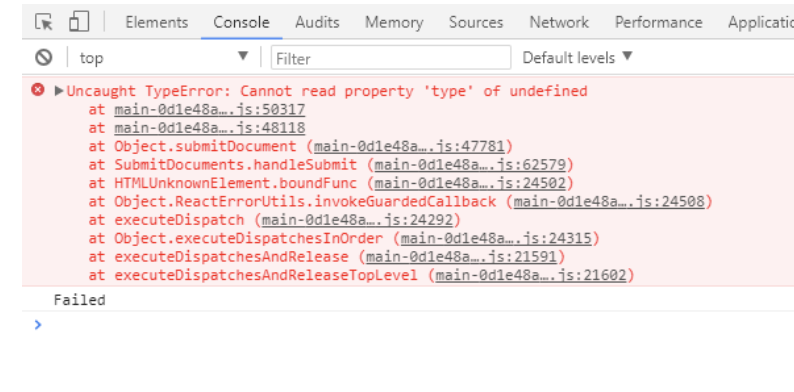 Elements Console Audits Memory Sources Network Performance Applicatio
top Filter Default levels
Uncaught TypeError: Cannot read property 'type' of undefined
at main-0d1e48a….js:50317
at main-0d1e48a….js:48118
at Object.submitDocument (main-0d1e48a….js:47781)
at SubmitDocuments.handleSubmit (main-0d1e48a….js:62579)
at HTMLUnknownElement.boundFunc (main-0d1e48a….js:24502)
at Object.ReactErrorUtils.invokeGuardedCallback (main-0d1e48a….js:24508)
at executeDispatch (main-0d1e48a….js:24292)
at Object.executeDispatchesInOrder (main-0d1e48a….js:24315)
at executeDispatchesAndRelease (main-0d1e48a….js:21591)
at executeDispatchesAndReleaseTopLevel (main-0d1e48a….js:21602)
Failed